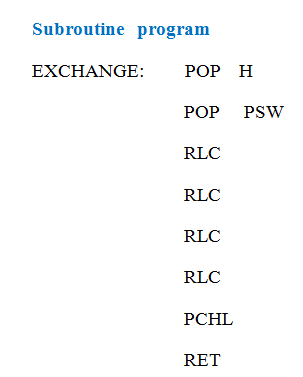 Subroutine program
EXCHANGE: POP H
POP PSW
RLC
RLC
RLC
RLC
PCHL
RET